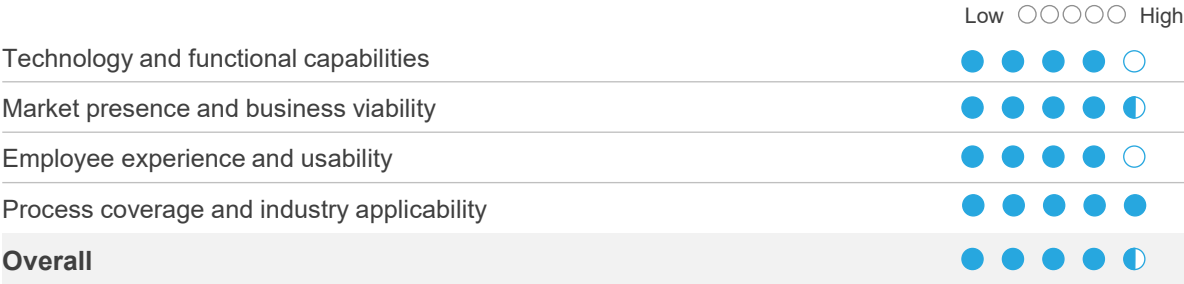 Low High
Technology and functional capabilities
Market presence and business viability
Employee experience and usability
Process coverage and industry applicability
Overall